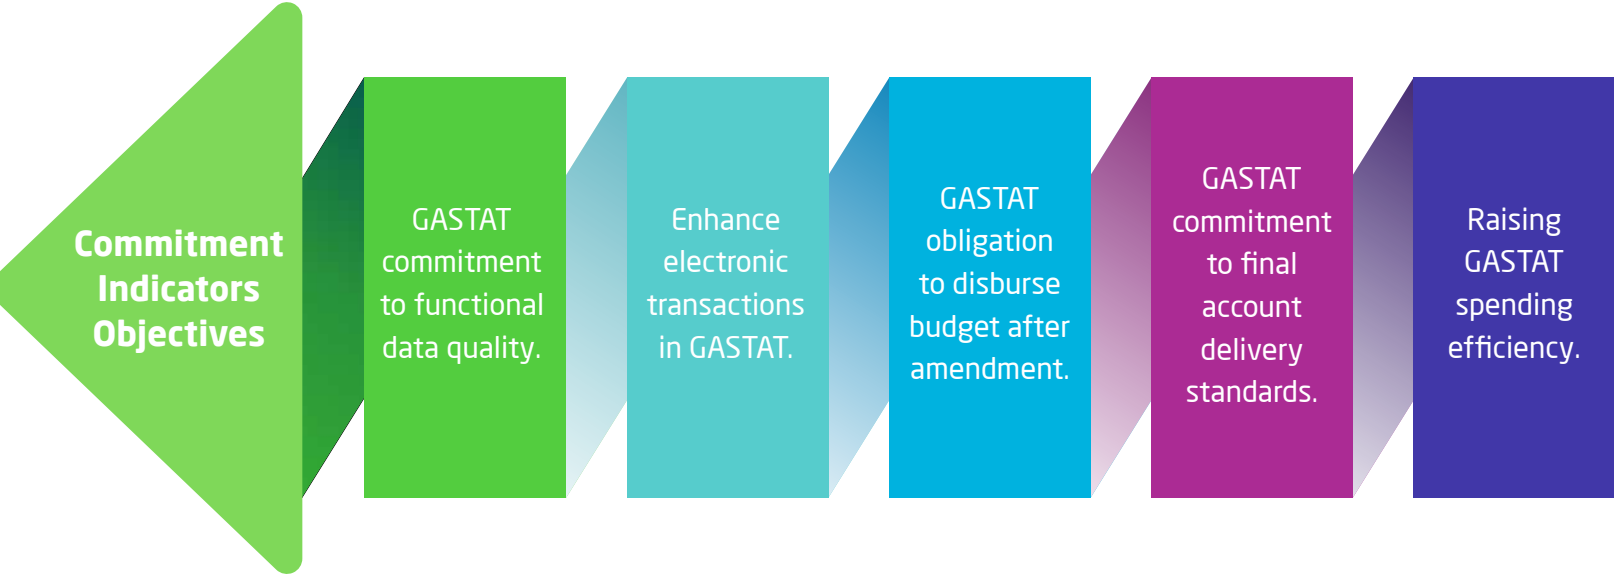 Commitment
Indicators
Objectives
GASTAT
commitment
to functional
data quality.
Enhance
electronic
transactions
in GASTAT.
GASTAT
obligation
to disburse
budget after
amendment.
GASTAT
commitment
to final
account
delivery
standards.
Raising
GASTAT
spending
efficiency.